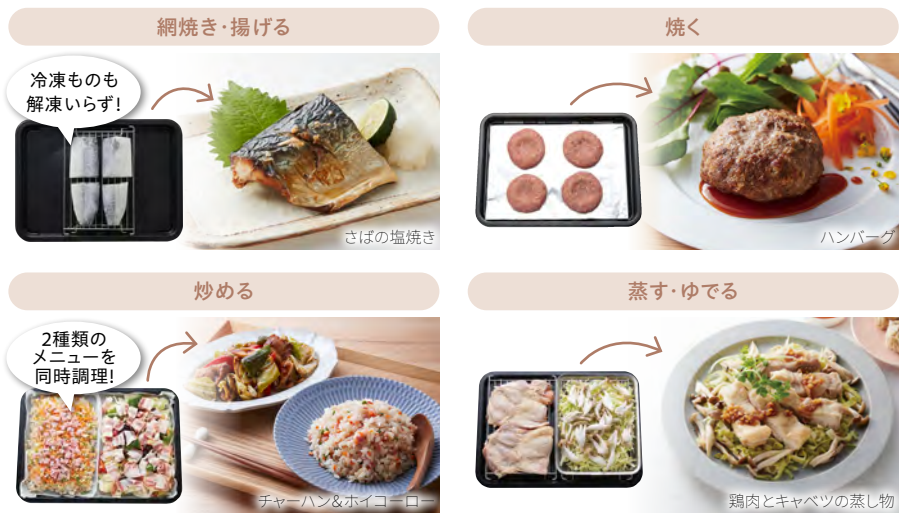 網焼き・揚げる
冷凍ものも
解凍いらず!
さばの塩焼き
焼く
ハンバーグ
炒める
2種類の
メニューを
同時調理!
チャーハン&ホイコーロー
蒸す・ゆでる
鶏肉とキャベツの蒸し物